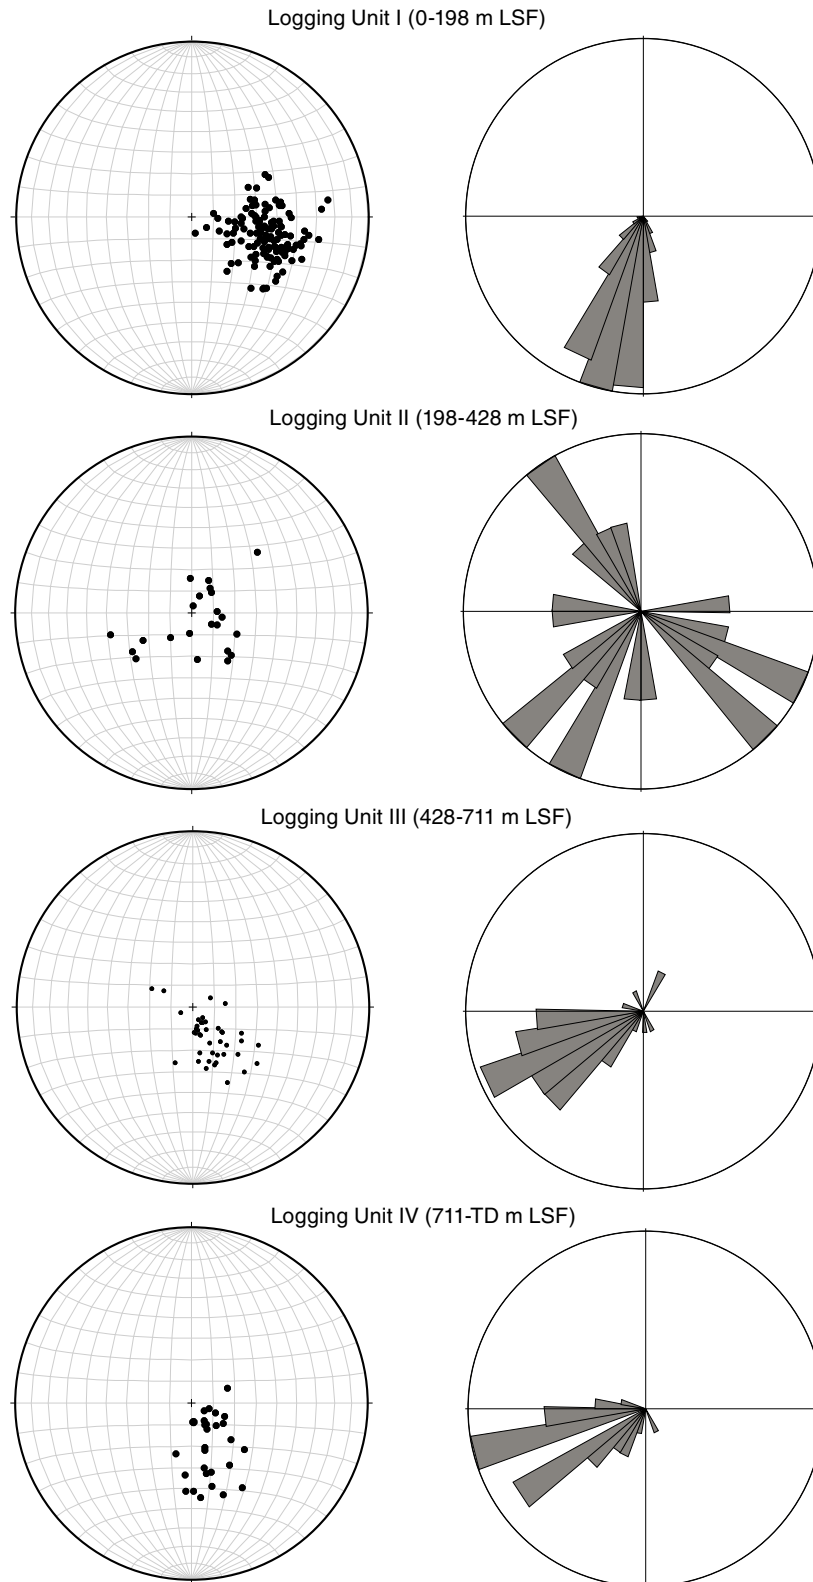 Logging Unit I (0-198 m LSF)
Logging Unit II (198-428 m LSF)
Logging Unit III (428-711 m LSF)
Logging Unit IV (711-TD m LSF)